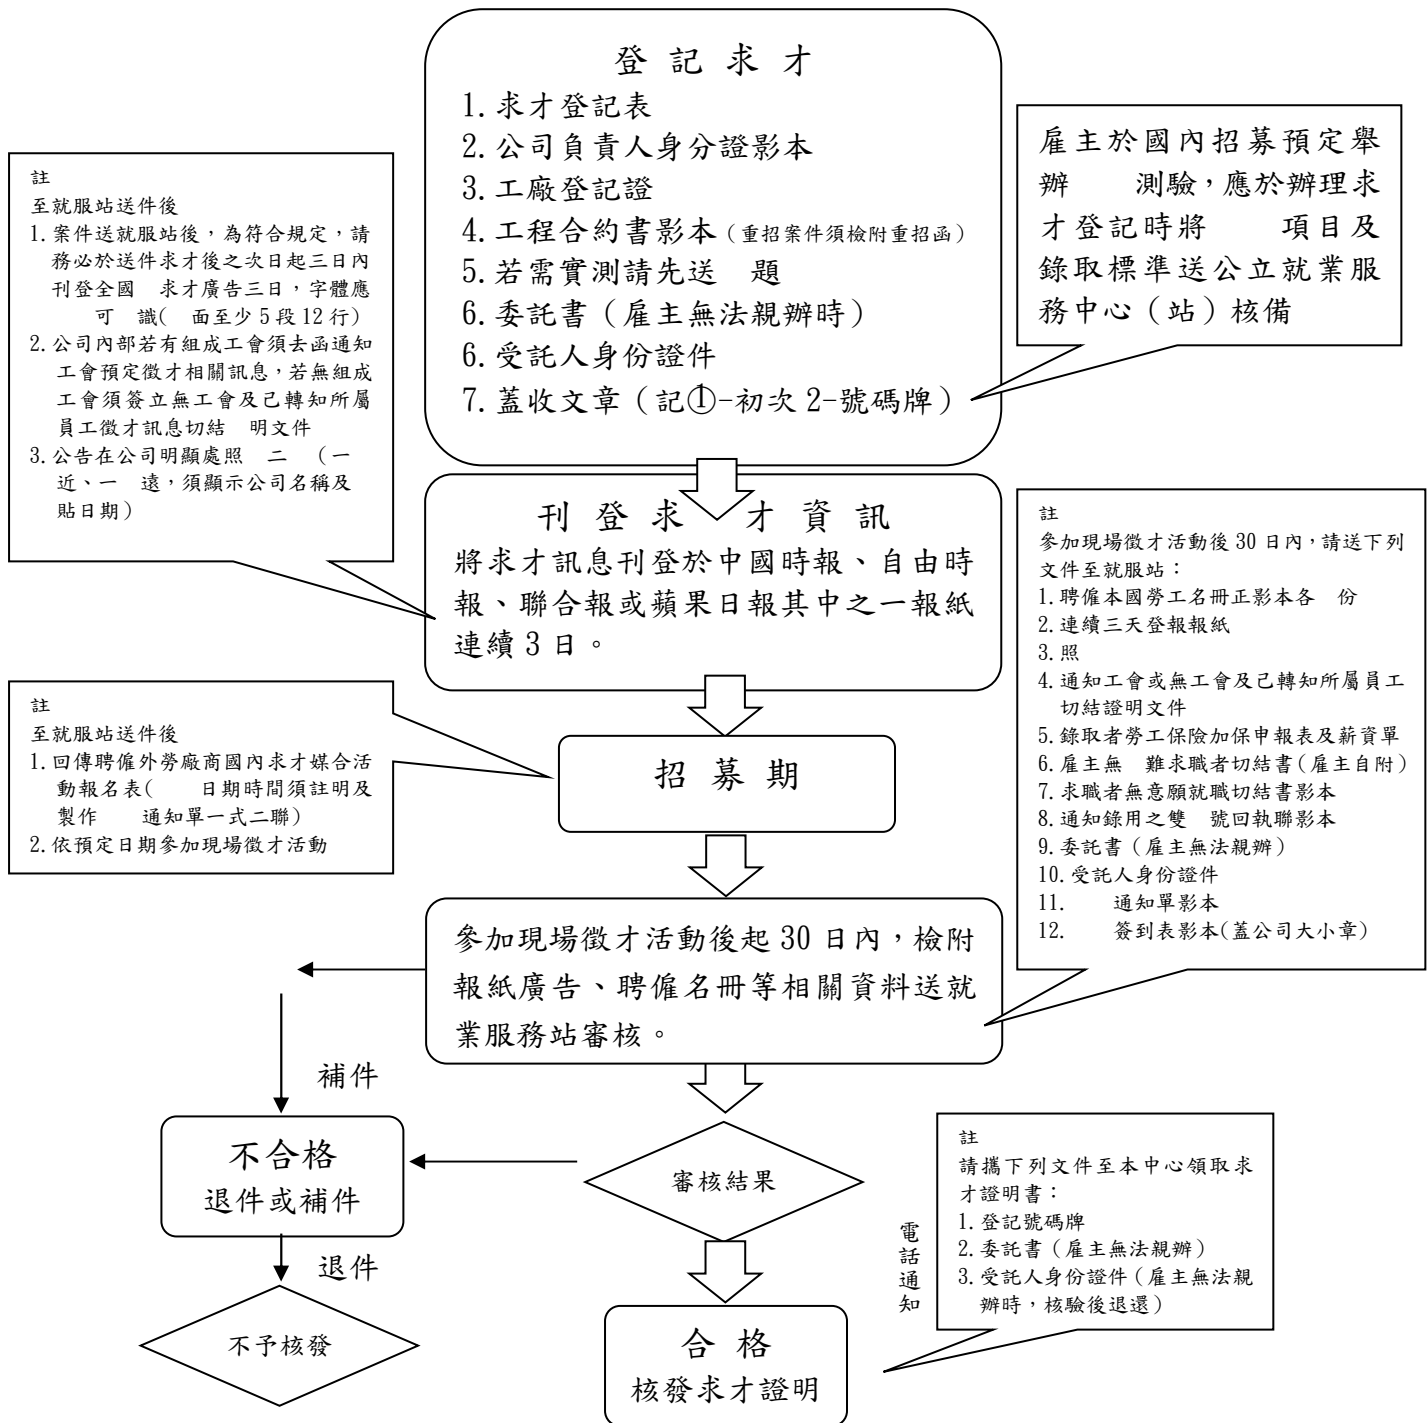 登 記 求 才
1.求才登記表
2.公司負責人身分證影本
3.工廠登記證
4.工程合約書影本（重招案件須檢附重招函）
5.若需實測請先送　題
6.委託書（雇主無法親辦時）
6.受託人身份證件
7.蓋收文章（記①-初次 2-號碼牌）
雇主於國內招募預定舉
辦　　測驗，應於辦理求
才登記時將　　項目及
錄取標準送公立就業服
務中心（站）核備
註
至就服站送件後
1.案件送就服站後，為符合規定，請
務必於送件求才後之次日起三日內
刊登全國　求才廣告三日，字體應
可　識(　面至少 5 段 12 行)
2.公司內部若有組成工會須去函通知
工會預定徵才相關訊息，若無組成
工會須簽立無工會及己轉知所屬
員工徵才訊息切結　明文件
3.公告在公司明顯處照　二　（一
近、一　遠，須顯示公司名稱及
貼日期）
刊 登 求　才 資 訊
將求才訊息刊登於中國時報、自由時
報、聯合報或蘋果日報其中之一報紙
連續 3 日。
註
參加現場徵才活動後 30 日內，請送下列
文件至就服站：
1.聘僱本國勞工名冊正影本各　份
2.連續三天登報報紙
3.照
4.通知工會或無工會及己轉知所屬員工
切結證明文件
5.錄取者勞工保險加保申報表及薪資單
6.雇主無　難求職者切結書(雇主自附)
7.求職者無意願就職切結書影本
8.通知錄用之雙　號回執聯影本
9.委託書（雇主無法親辦）
10.受託人身份證件
11.　　通知單影本
12.　　簽到表影本(蓋公司大小章)
註
至就服站送件後
1.回傳聘僱外勞廠商國內求才媒合活
動報名表(　　日期時間須註明及
製作　　通知單一式二聯)
2.依預定日期參加現場徵才活動
招 募 期
參加現場徵才活動後起 30 日內，檢附
報紙廣告、聘僱名冊等相關資料送就
業服務站審核。
補件
不合格
退件或補件
審核結果
退件
不予核發
電話通知
註
請攜下列文件至本中心領取求
才證明書：
1.登記號碼牌
2.委託書（雇主無法親辦）
3.受託人身份證件（雇主無法親
辦時，核驗後退還）
合 格
核發求才證明